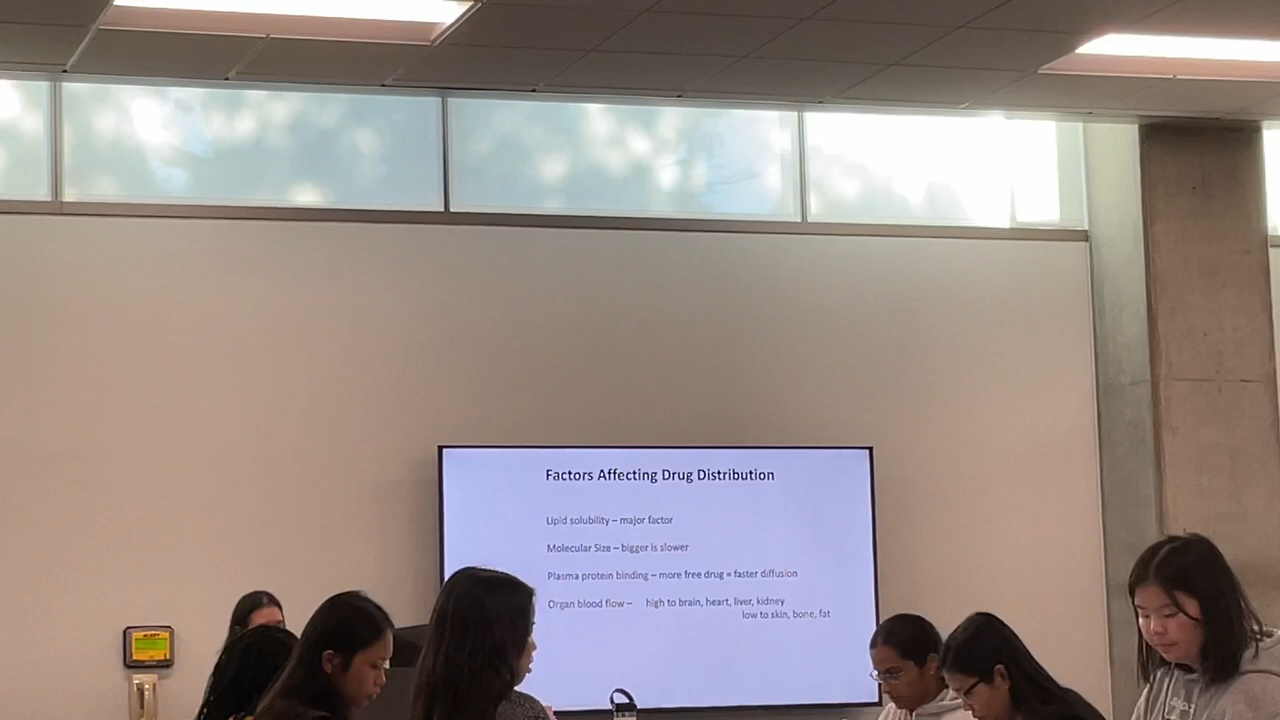 Factors Affecting Drug Distribution
Lipid solubility – major factor
Molecular Size – bigger is slower
Plasma protein binding – more free drug = faster diffusion
Organ blood flow – high to brain, heart, liver, kidney
low to skin, bone, fat